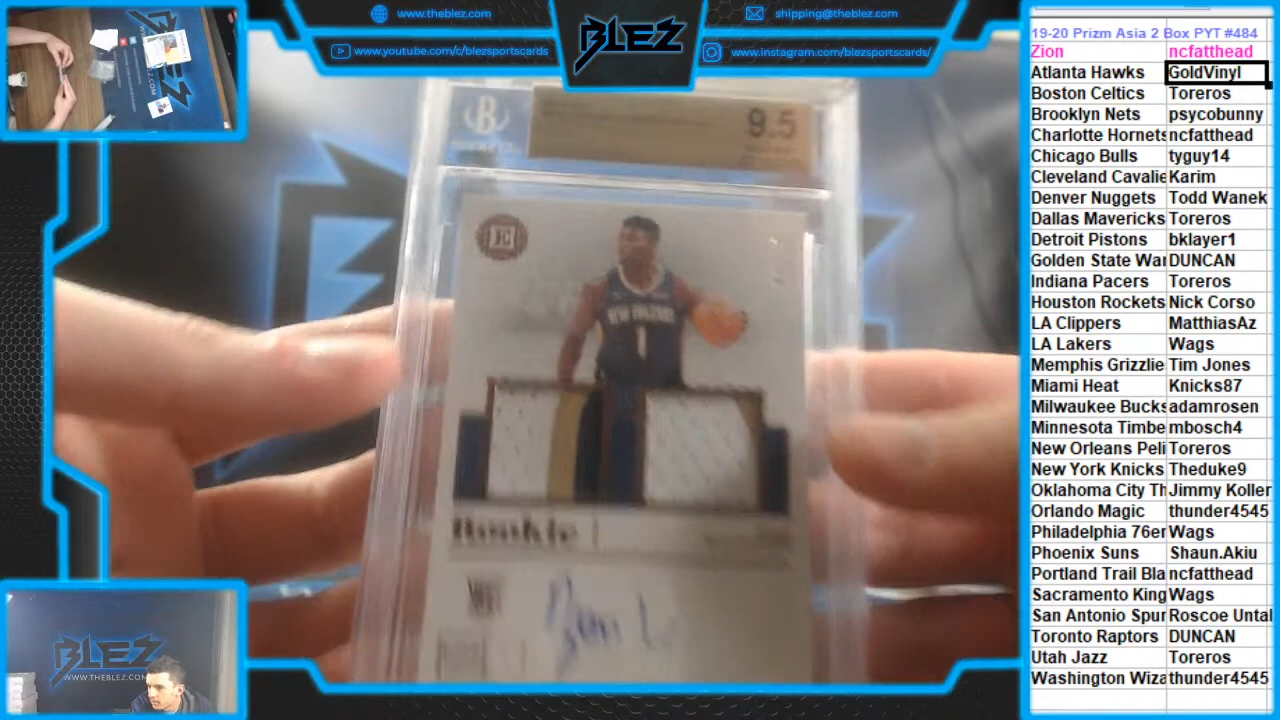 www.theblez.com
BLEZ
shipping@theblez.com
www.youtube.com/c/blezsportscards
www.instagram.com/blezsportscards/
19-20 Prizm Asia 2 Box PYT #484
Zion ncfatthead
Atlanta Hawks GoldVinyl
Boston Celtics Toreros
Brooklyn Nets psycobunny
Charlotte Hornets ncfatthead
Chicago Bulls tyguy14
Cleveland Cavalie Karim
Denver Nuggets Todd Wanek
Dallas Mavericks Toreros
Detroit Pistons bklayer1
Golden State War DUNCAN
Indiana Pacers Toreros
Houston Rockets Nick Corso
LA Clippers MatthiasAz
LA Lakers Wags
Memphis Grizzlie Tim Jones
Miami Heat Knicks87
Milwaukee Bucks adamrosen
Minnesota Timbe mbosch4
New Orleans Peli Toreros
New York Knicks Theduke9
Oklahoma City Th Jimmy Koller
Orlando Magic thunder4545
Philadelphia 76er Wags
Phoenix Suns Shaun.Akiu
Portland Trail Bla ncfatthead
Sacramento King Wags
San Antonio Spur Roscoe Untal
Toronto Raptors DUNCAN
Utah Jazz Toreros
Washington Wiza thunder4545
B
9.5
E
NEW ORLEANS
1
Rookie
BLEZ
WWW.THEBLEZ.COM